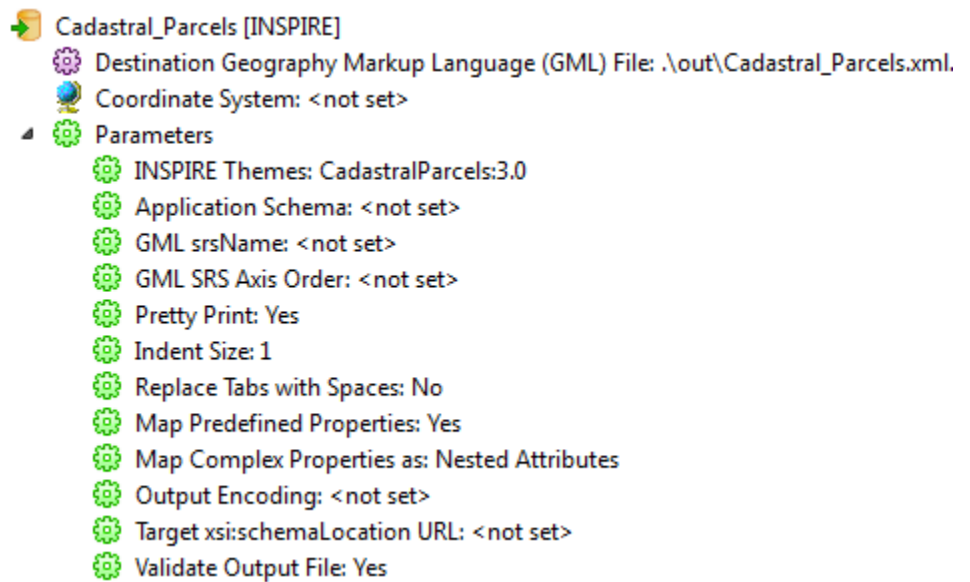 Cadastral_Parcels [INSPIRE]
Destination Geography Markup Language (GML) File: .\out\Cadastral_Parcels.xml.
Coordinate System: <not set>
Parameters
INSPIRE Themes: CadastralParcels:3.0
Application Schema: <not set>
GML srsName: <not set>
GML SRS Axis Order: <not set>
Pretty Print: Yes
Indent Size: 1
Replace Tabs with Spaces: No
Map Predefined Properties: Yes
Map Complex Properties as: Nested Attributes
Output Encoding: <not set>
Target xsi:schemaLocation URL: <not set>
Validate Output File: Yes